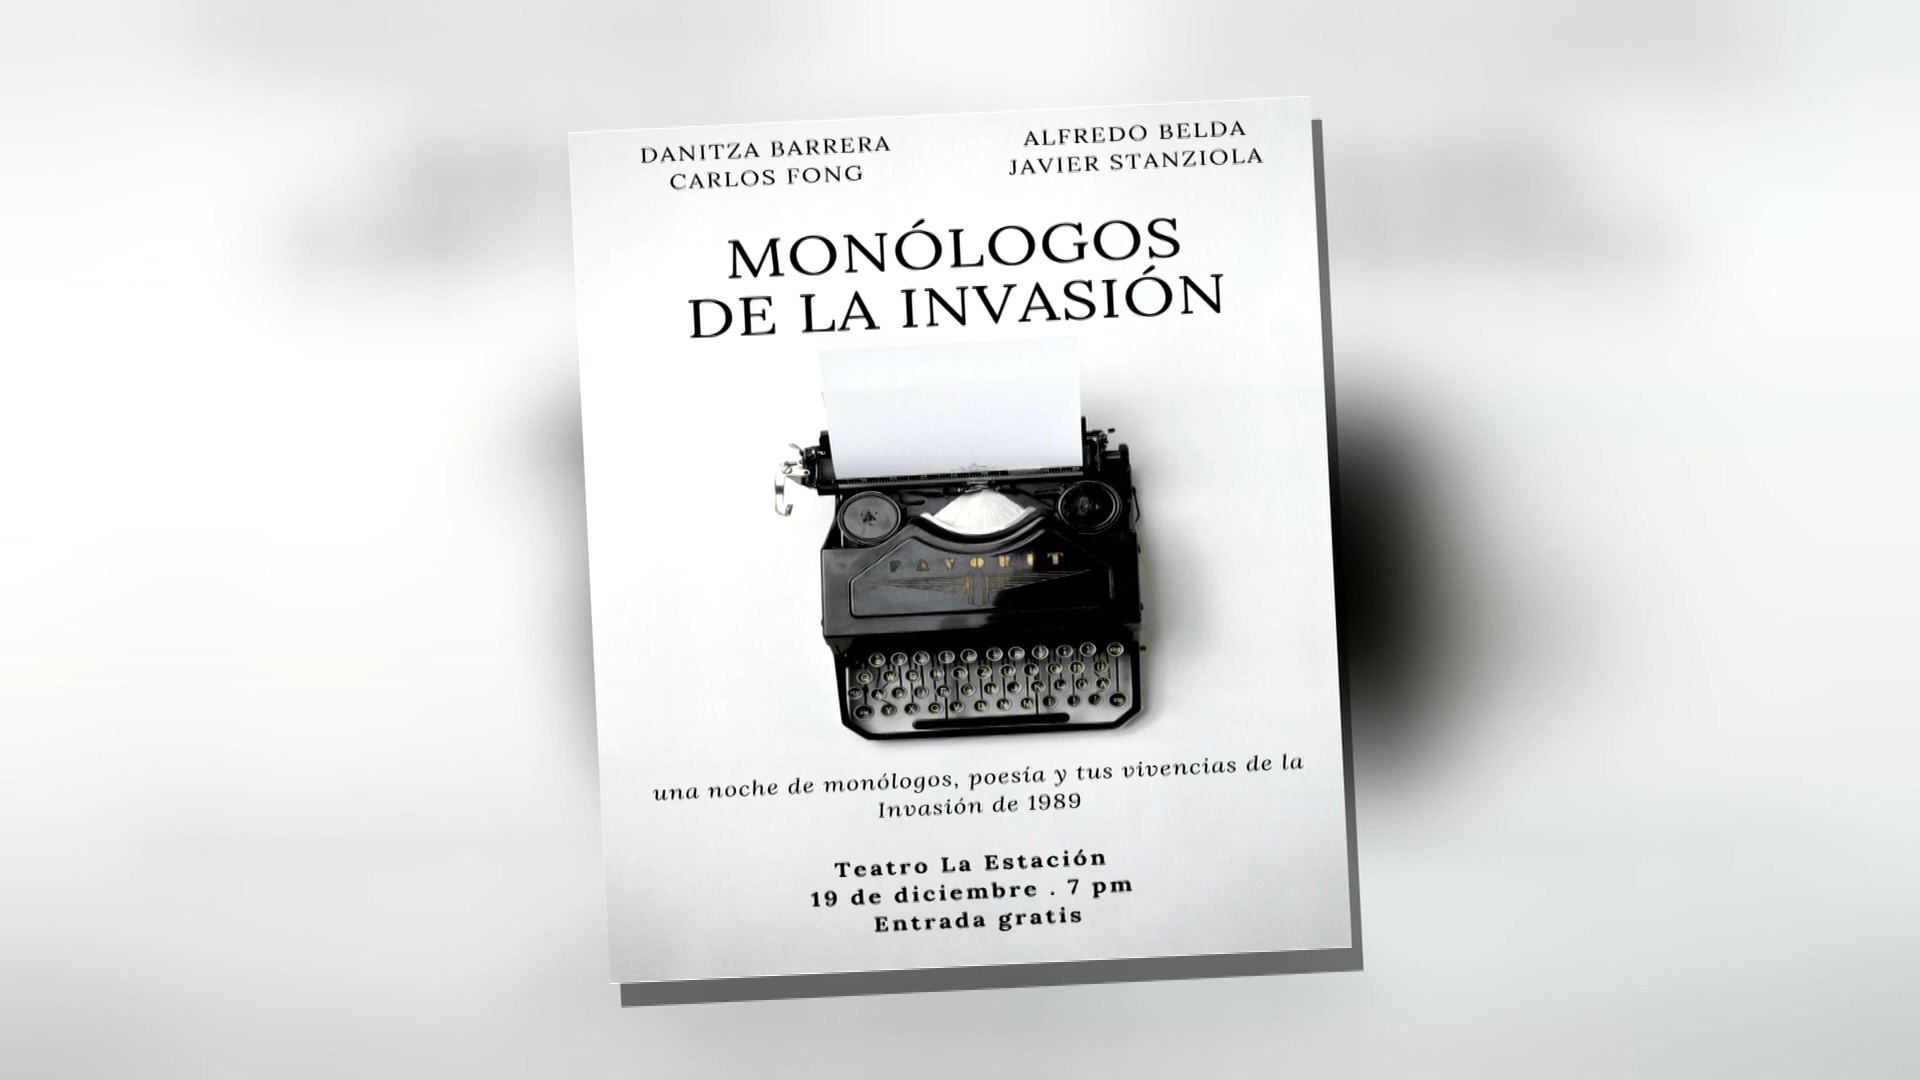 DANITZA BARRERA
CARLOS FONG
ALFREDO BELDA
JAVIER STANZIOLA
MONÓLOGOS
DE LA INVASIÓN
FAVORIT
una noche de monólogos, poesía y tus vivencias de la
Invasión de 1989
Teatro La Estación
19 de diciembre . 7 pm
Entrada gratis